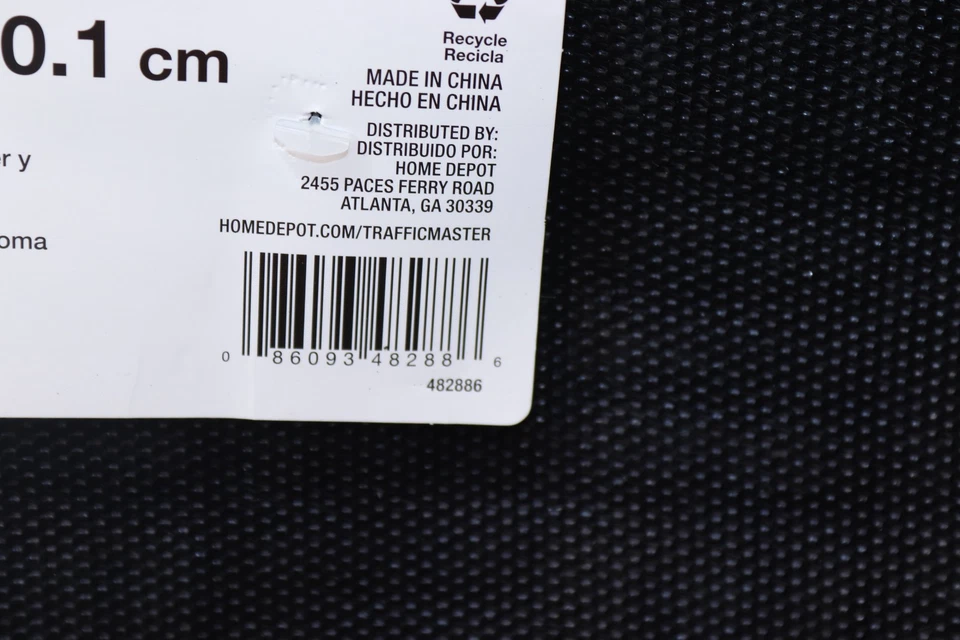 0.1 cm
Recycle
Recicla
MADE IN CHINA
HECHO EN CHINA
DISTRIBUTED BY:
DISTRIBUIDO POR:
HOME DEPOT
2455 PACES FERRY ROAD
ATLANTA, GA 30339
y
HOMEDEPOT.COM/TRAFFICMASTER
0 86093 48288 6
482886